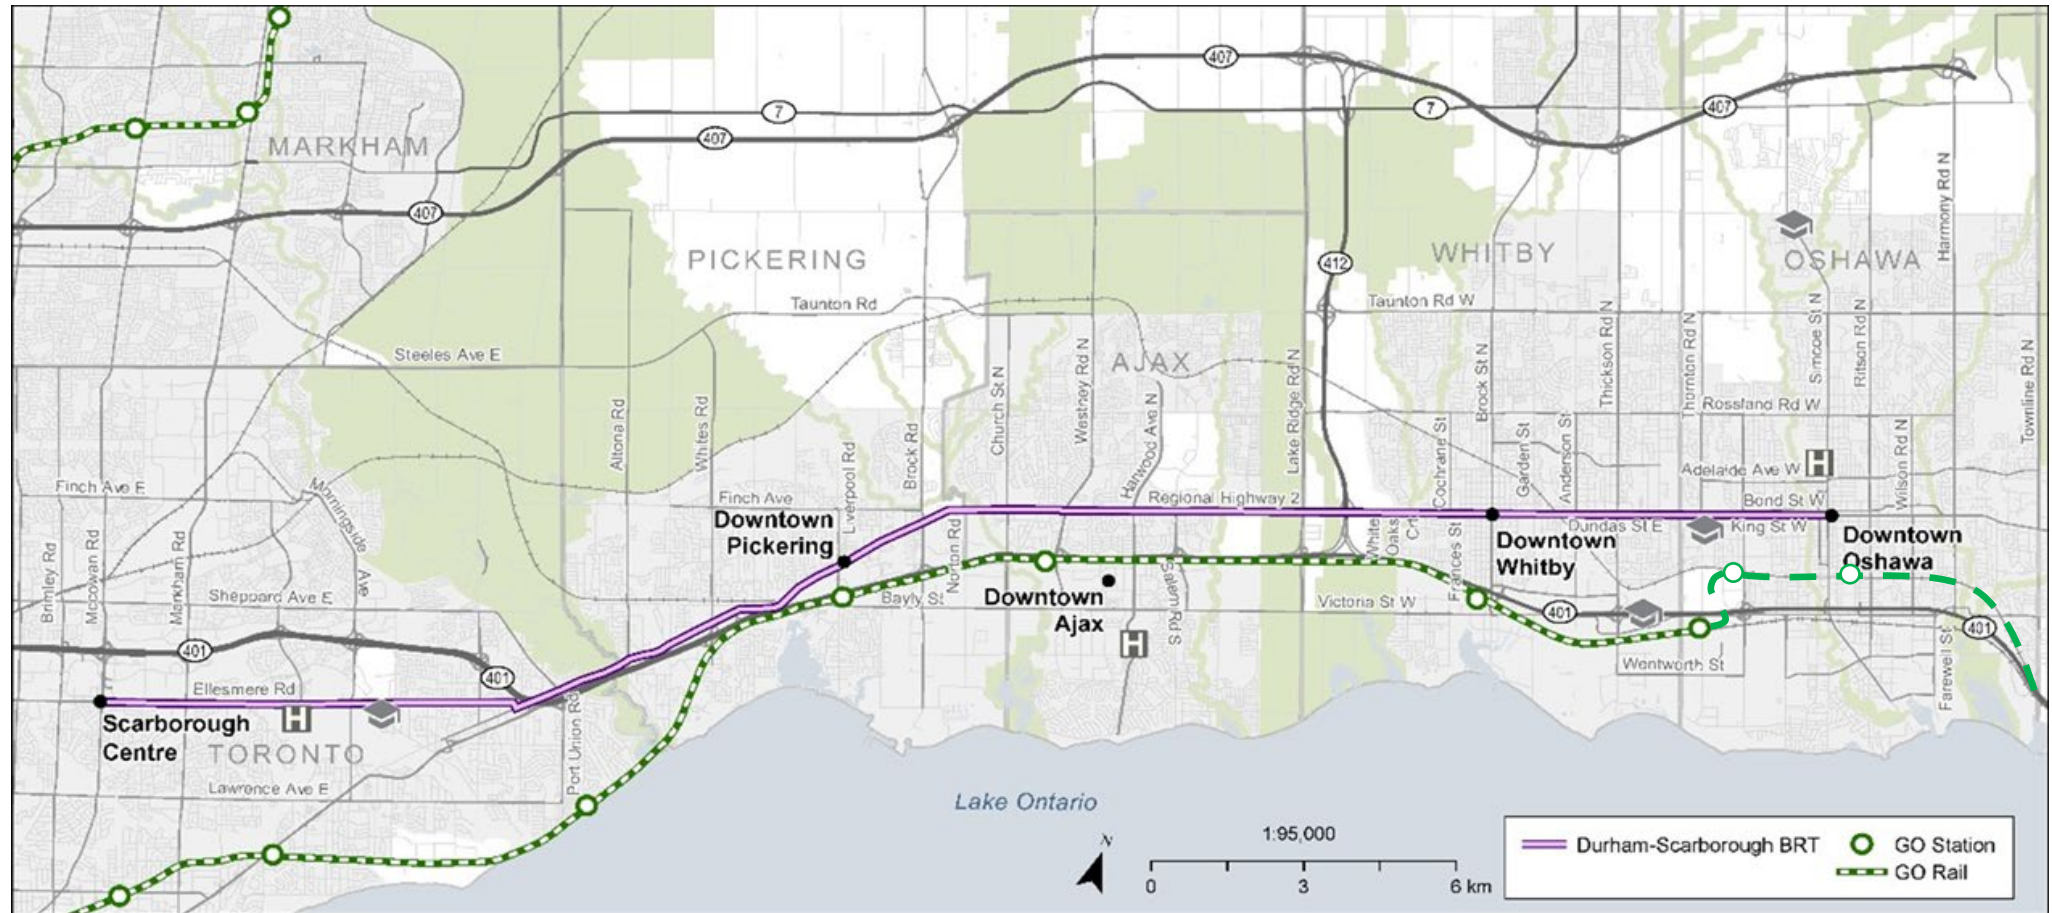 407
7
407
7
407
MARKHAM
407
Harmony Rd N
PICKERING
WHITBY
OSHAWA
412
Taunton Rd
Taunton Rd W
Steeles Ave E
AJAX
Altona Rd
Whites Rd
Church St N
Westney Rd N
Harwood Ave N
Lake Ridge Rd N
Brock St N
Thickson Rd N
Thornton Rd N
Simcoe St N
Ritson Rd N
Townline Rd N
Rossland Rd W
Liverpool Rd
Brock Rd
Cochrane St
Garden St
Anderson St
Wilson Rd N
Adelaide Ave W
H
Finch Ave E
Morningside
Ave
Finch Ave
Regional Highway 2
Bond St W
Downtown
Pickering
Dundas St E
King St W
Downtown
Whitby
Downtown
Oshawa
White
Oaks
Crt
Frances St
Norton Rd
Brimley Rd
Mccowan Rd
Markham Rd
Sheppard Ave E
Bayly St
Downtown
Ajax
Salem Rd S
Victoria St W
401
401
H
401
401
Wentworth St
Farewell St
Ellesmere Rd
H
Scarborough
Centre
TORONTO
Port Union Rd
Lawrence Ave E
Lake Ontario
N
1:95,000
0
3
6 km
Durham-Scarborough BRT
GO Station
GO Rail